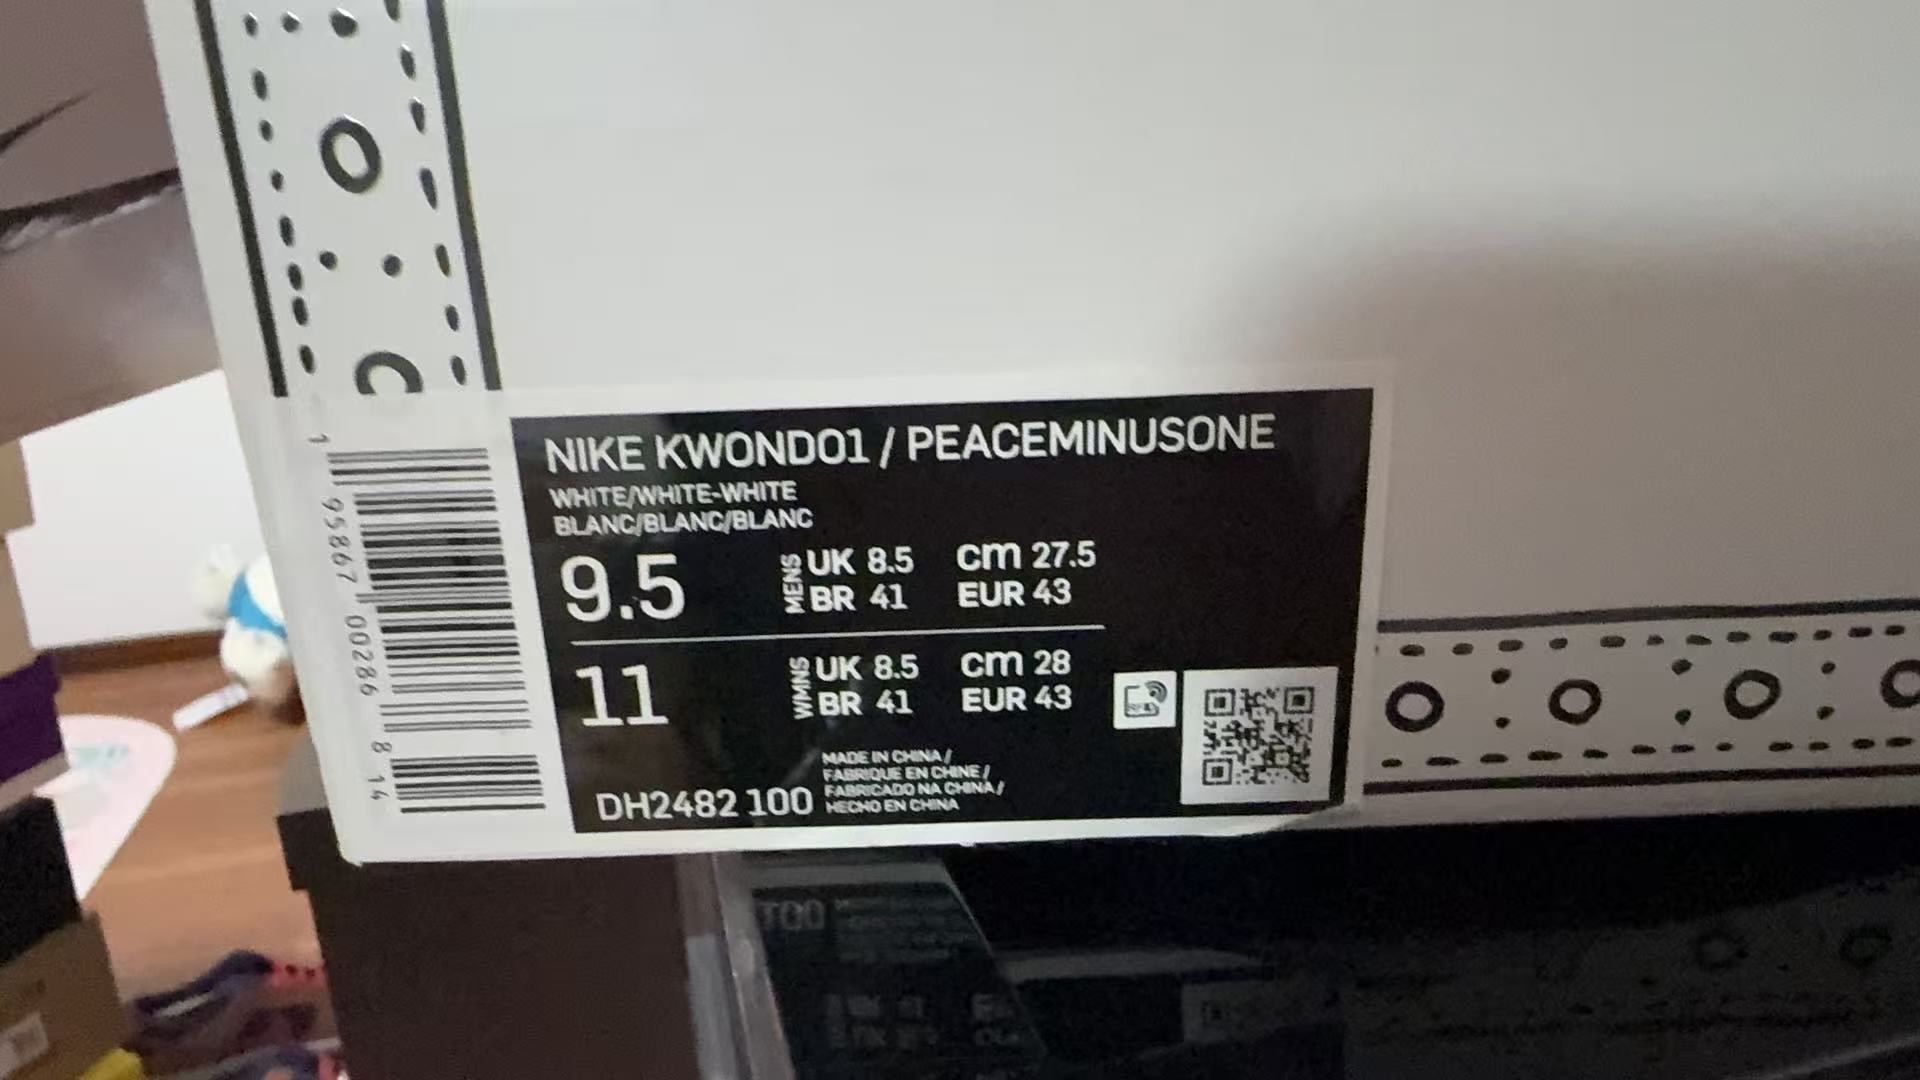 NIKE KWONDO1 / PEACEMINUSONE
WHITE/WHITE-WHITE
BLANC/BLANC/BLANC
9.5 MENS UK 8.5 cm 27.5
BR 41 EUR 43
11 WMNS UK 8.5 cm 28
BR 41 EUR 43
MADE IN CHINA /
FABRIQUE EN CHINE /
FABRICADO NA CHINA /
HECHO EN CHINA
DH2482 100
RFID
1 95867 00286 8 14